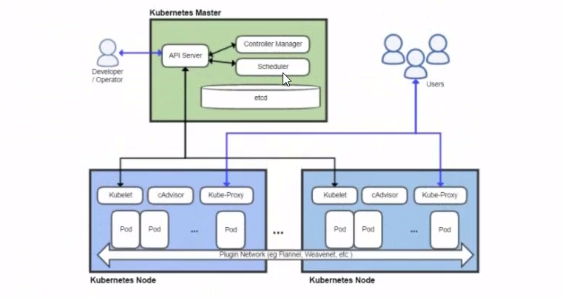 Kubernetes Master
API Server
Controller Manager
Scheduler
etcd
Developer
/ Operator
Users
Kubelet
cAdvisor
Kube-Proxy
Pod
Pod
...
Pod
...
Kubelet
cAdvisor
Kube-Proxy
Pod
Pod
...
Pod
Plugin Network (eg Flannel, Weavenet, etc )
Kubernetes Node
Kubernetes Node